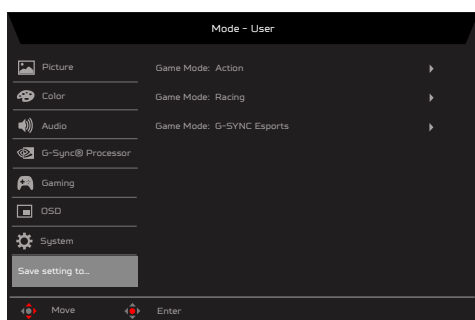 Mode - User
Picture
Color
Audio
G-Sync® Processor
Gaming
OSD
System
Save setting to...
Game Mode: Action
Game Mode: Racing
Game Mode: G-SYNC Esports
Move
Enter